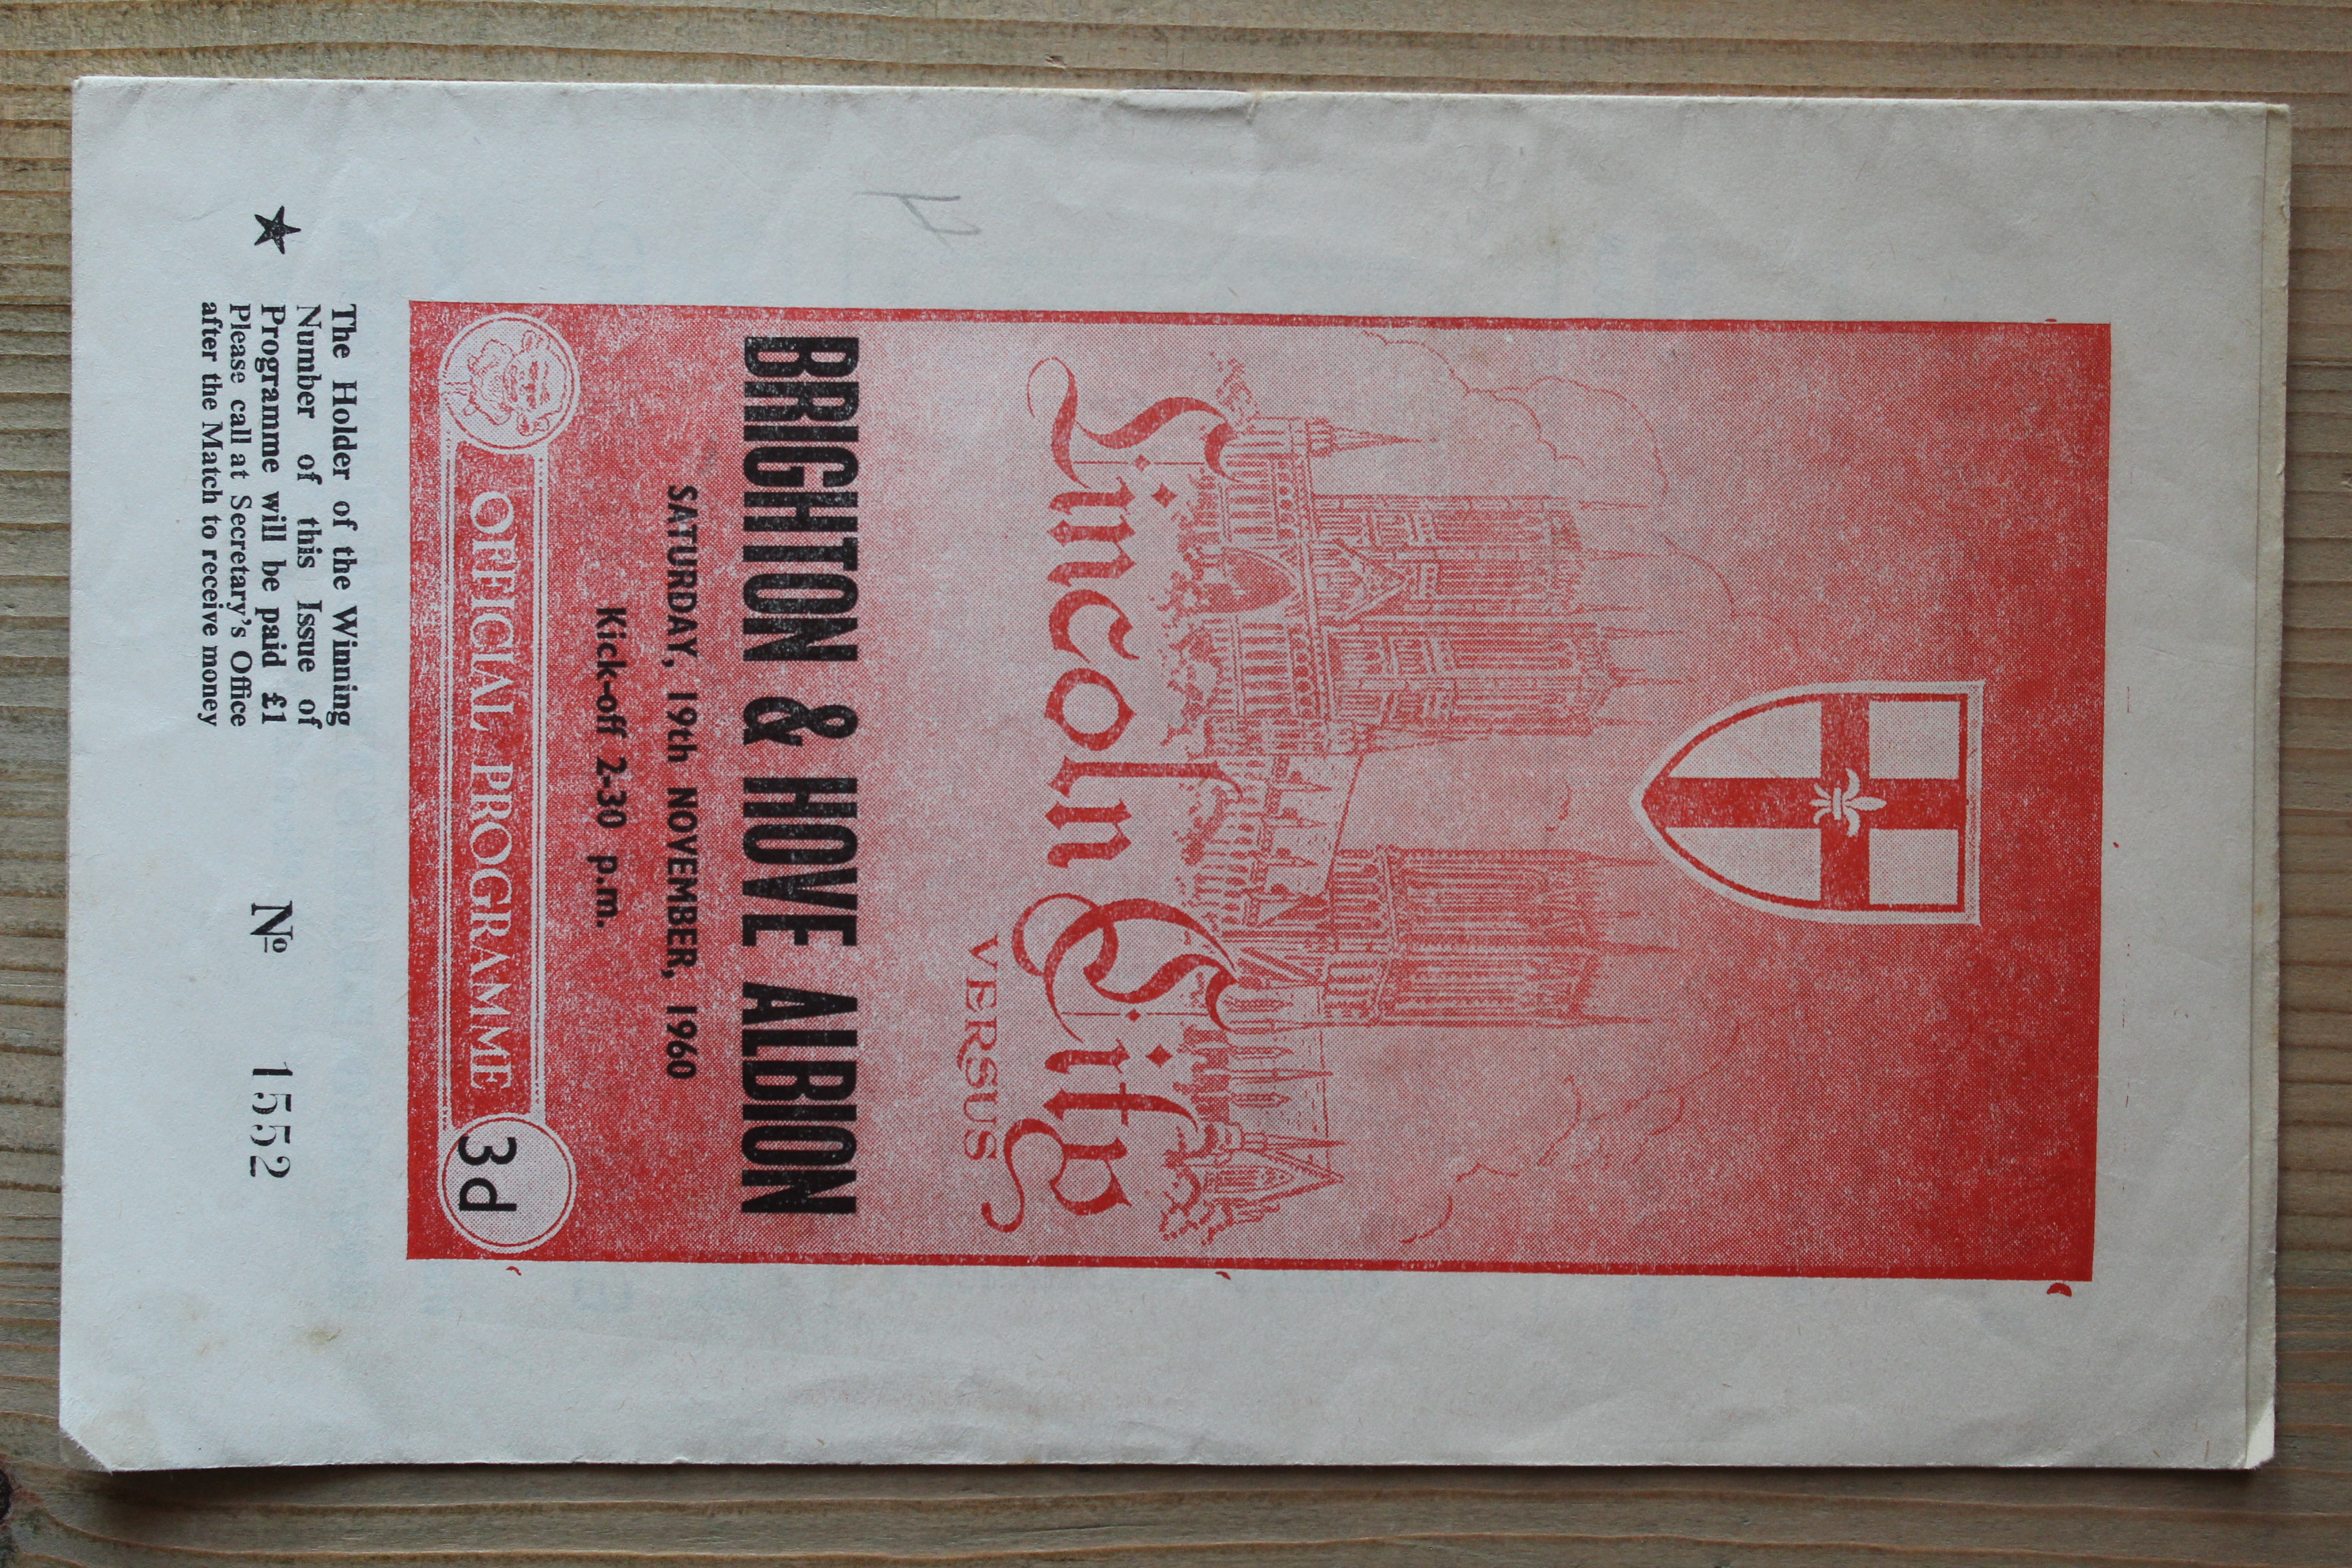 Lincoln City
VERSUS
BRIGHTON & HOVE ALBION
SATURDAY, 19th NOVEMBER, 1960
Kick-off 2-30 p.m.
OFFICIAL PROGRAMME 3d
The Holder of the Winning
Number of this Issue of
Programme will be paid £1
Please call at Secretary's Office
after the Match to receive money
★
Nº 1552